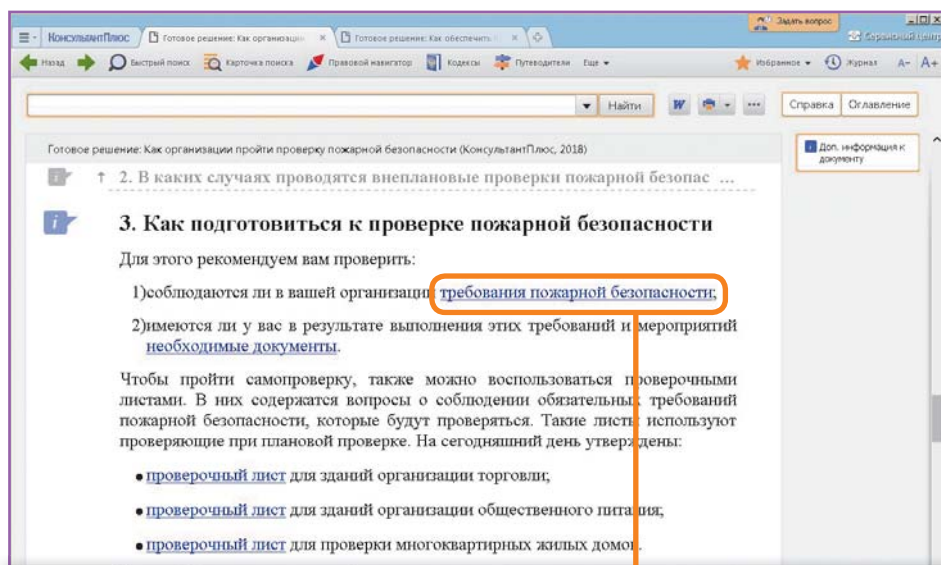 Задать вопрос
КонсультантПлюс
Готовое решение: Как организации
Готовое решение: Как обеспечить
Сервисный центр
Назад
Быстрый поиск
Карточка поиска
Правовой навигатор
Кодексы
Путеводители
Еще
Избранное
Журнал
А-
А+
Найти
W
...
Справка
Оглавление
Готовое решение: Как организации пройти проверку пожарной безопасности (КонсультантПлюс, 2018)
i Доп. информация к
документу
i ↑ 2. В каких случаях проводятся внеплановые проверки пожарной безопас ...
i 3. Как подготовиться к проверке пожарной безопасности
Для этого рекомендуем вам проверить:
1)соблюдаются ли в вашей организации требования пожарной безопасности;
2)имеются ли у вас в результате выполнения этих требований и мероприятий
необходимые документы.
Чтобы пройти самопроверку, также можно воспользоваться проверочными
листами. В них содержатся вопросы о соблюдении обязательных требований
пожарной безопасности, которые будут проверяться. Такие листы используют
проверяющие при плановой проверке. На сегодняшний день утверждены:
• проверочный лист для зданий организации торговли;
• проверочный лист для зданий организации общественного питания;
• проверочный лист для проверки многоквартирных жилых домов.